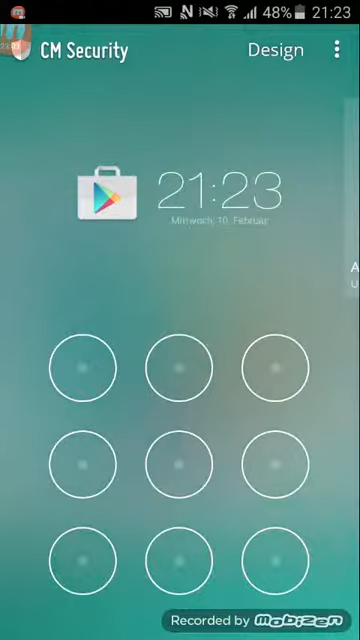 48% 21:23
CM Security
Design
21:23
Mittwoch, 10. Februar
A
U
Recorded by mobizen